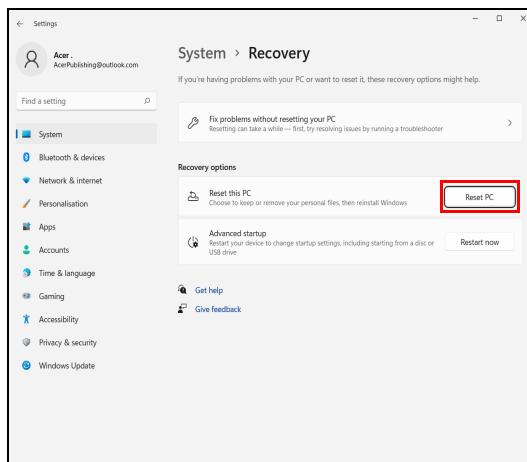 Settings
Acer .
AcerPublishing@outlook.com
Find a setting
System
Bluetooth & devices
Network & internet
Personalisation
Apps
Accounts
Time & language
Gaming
Accessibility
Privacy & security
Windows Update
System > Recovery
If you're having problems with your PC or want to reset it, these recovery options might help.
Fix problems without resetting your PC
Resetting can take a while — first, try resolving issues by running a troubleshooter
Recovery options
Reset this PC
Choose to keep or remove your personal files, then reinstall Windows
Reset PC
Advanced startup
Restart your device to change startup settings, including starting from a disc or
USB drive
Restart now
Get help
Give feedback